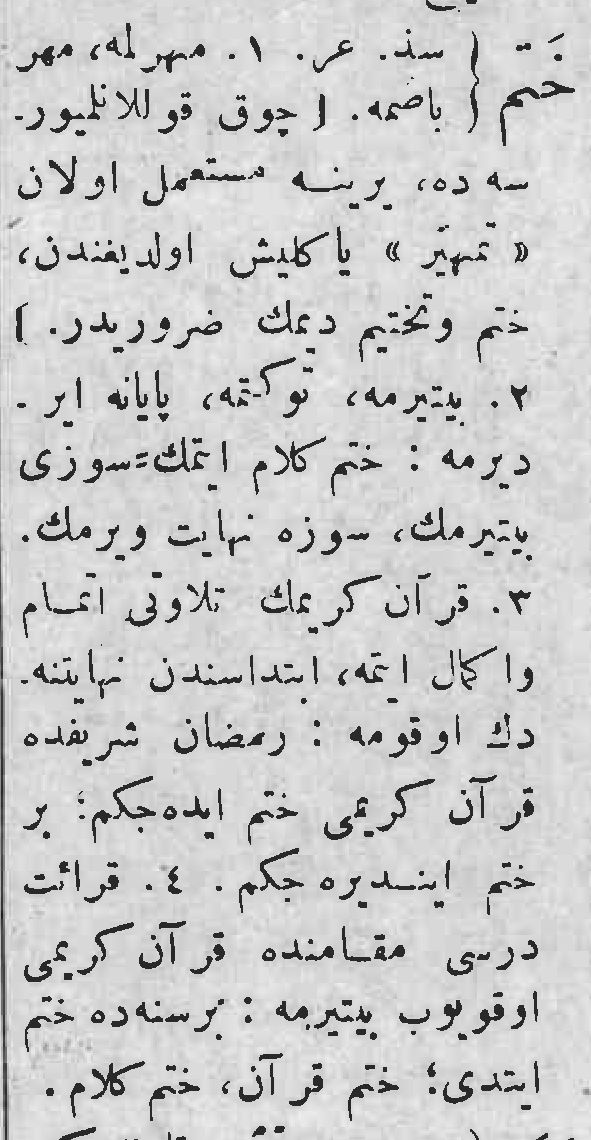 خَتْم { سذ. عر. ١. مهرلمه، مهر
باصمه. [ چوق قوللانلميور-
سه ده، يرينه مستعمل اولان
« تمهير » ياكليش اولديغندن،
ختم وتختيم ديمك ضروريدر. ]
٢. بيتيرمه، توكتمه، پايانه اير-
ديرمه : ختم كلام ايتمك=سوزى
بيتيرمك، سوزه نهايت ويرمك.
٣. قرآن كريمك تلاوتى اتمام
واكمال ايتمه، ابتداسندن نهايتنه-
دك اوقومه : رمضان شريفده
قرآن كريمى ختم ايده‌جكم؛ بر
ختم اينديره جكم. ٤. قرائت
درسى مقامنده قرآن كريمى
اوقويوب بيتيرمه : برسنه‌ده ختم
ايتدى؛ ختم قرآن، ختم كلام.